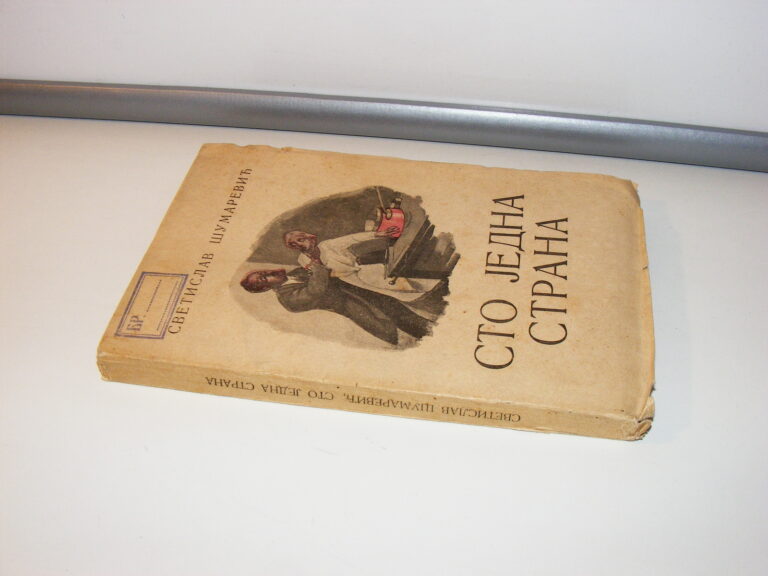 СВЕТИСЛАВ ШУМАРЕВИЋ
БР.
СТО ЈЕДНА
СТРАНА
СВЕТИСЛАВ ШУМАРЕВИЋ, СТО ЈЕДНА СТРАНА